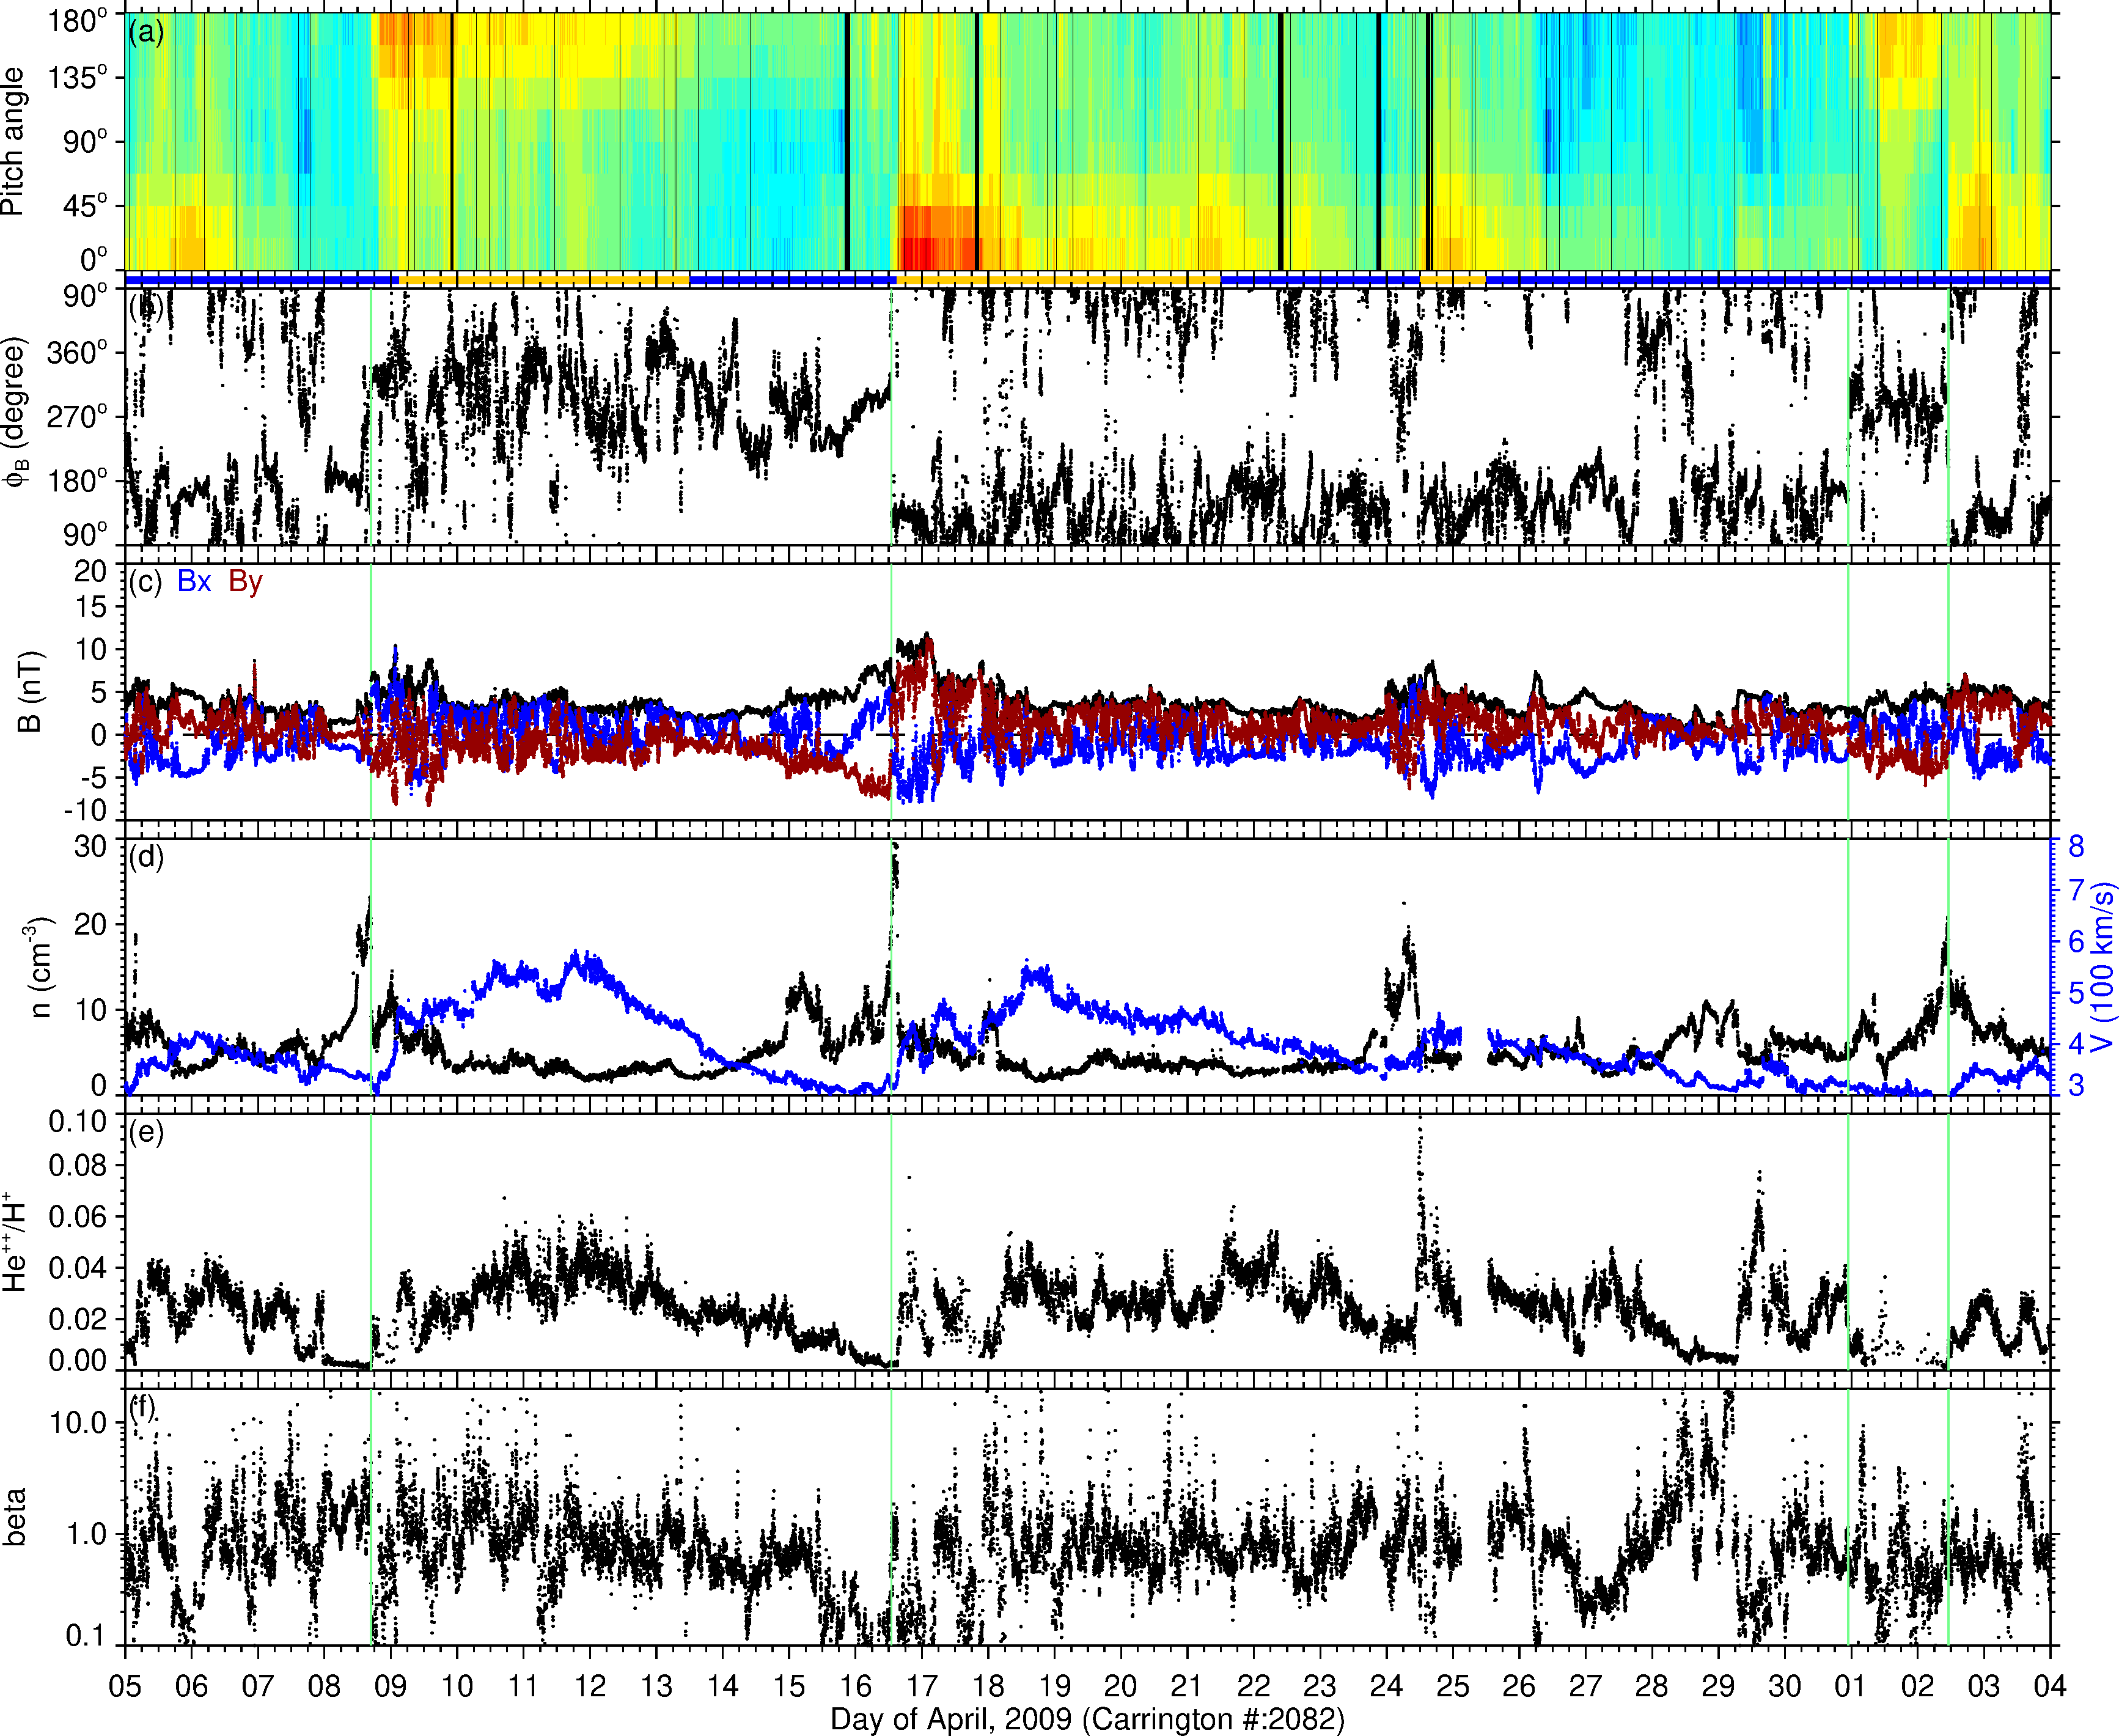 (a)
180°
135°
90°
45°
0°
Pitch angle
90°
360°
270°
180°
90°
ϕB (degree)
(c) Bx By
20
15
10
5
0
-5
-10
B (nT)
(d)
30
20
10
0
n (cm-3)
8
7
6
5
4
3
V (100 km/s)
(e)
0.10
0.08
0.06
0.04
0.02
0.00
He++/H+
(f)
10.0
1.0
0.1
beta
05 06 07 08 09 10 11 12 13 14 15 16 17 18 19 20 21 22 23 24 25 26 27 28 29 30 01 02 03 04
Day of April, 2009 (Carrington #:2082)